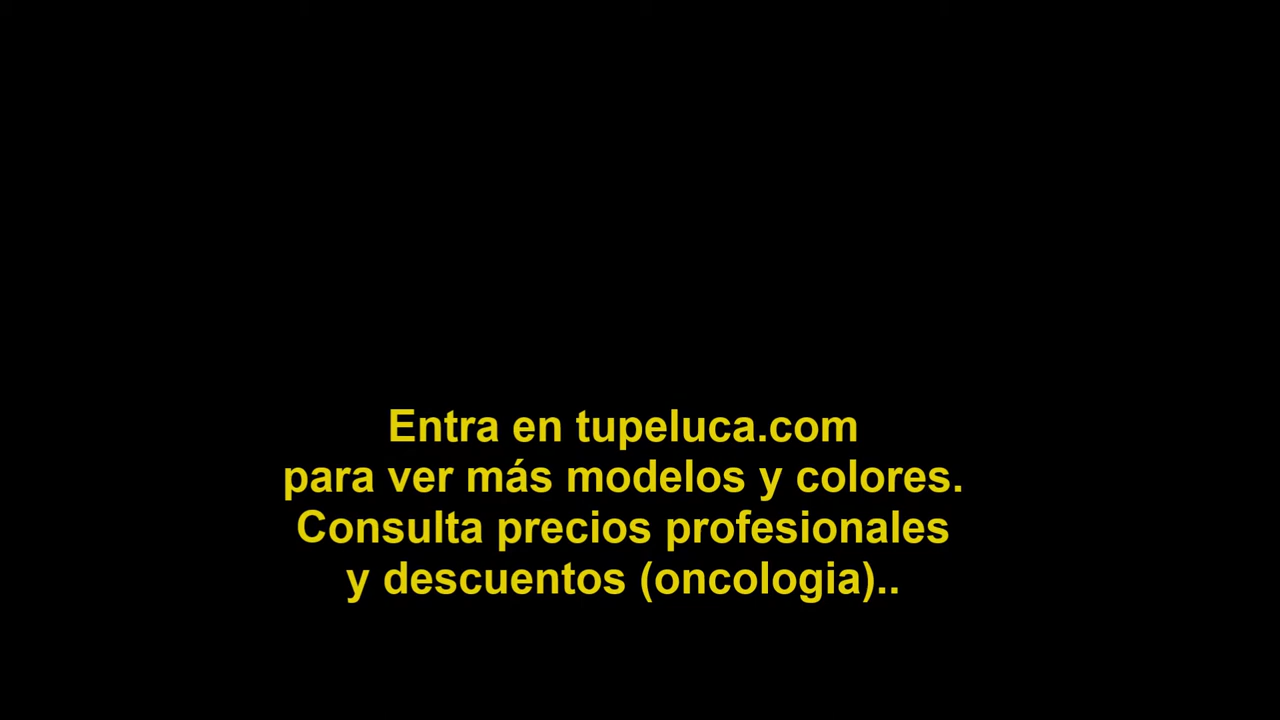 Entra en tupeluca.com
para ver más modelos y colores.
Consulta precios profesionales
y descuentos (oncologia)..